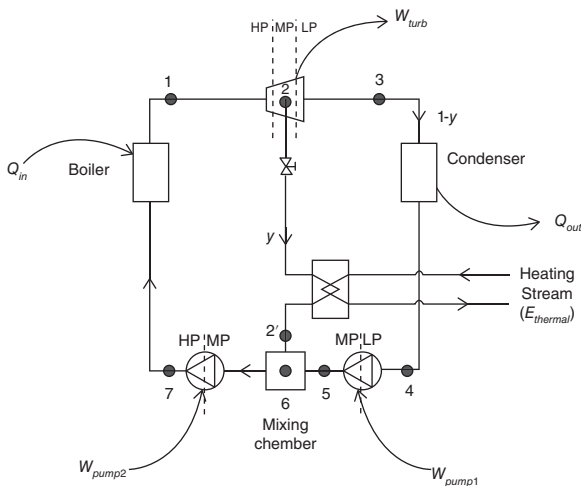 W_turb
HP MP LP
1
2
3
1-y
Q_in
Boiler
Condenser
Q_out
y
Heating
Stream
(E_thermal)
2'
HP MP
MP LP
7
6
5
4
Mixing
chember
W_pump2
W_pump1